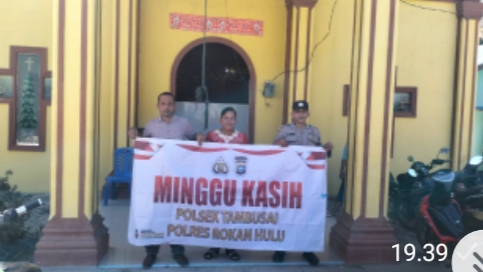 MINGGU KASIH
POLSEK TAMBUSAI
POLRES ROKAN HULU
19.39